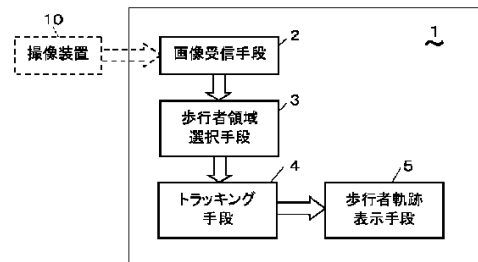 10
撮像装置
1
2
画像受信手段
3
歩行者領域
選択手段
4
トラッキング
手段
5
歩行者軌跡
表示手段